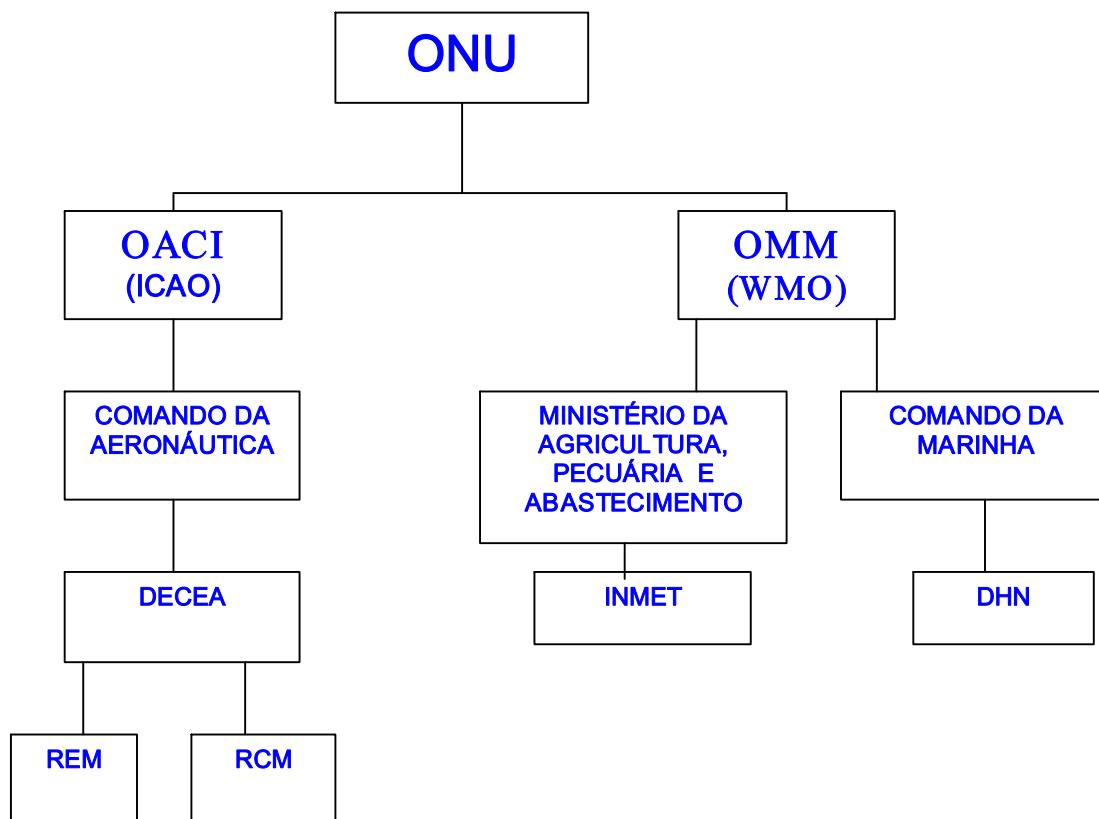 ONU
OACI
(ICAO)
OMM
(WMO)
COMANDO DA
AERONÁUTICA
MINISTÉRIO DA
AGRICULTURA,
PECUÁRIA E
ABASTECIMENTO
COMANDO DA
MARINHA
DECEA
INMET
DHN
REM
RCM